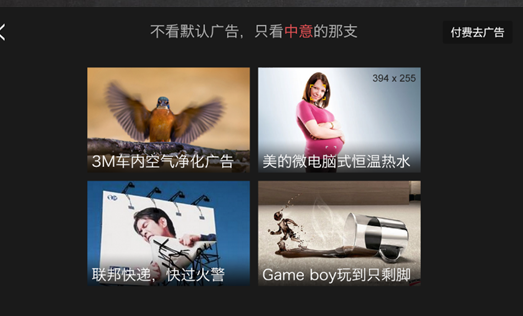 不看默认广告，只看中意的那支
付费去广告
394 x 255
3M车内空气净化广告
美的微电脑式恒温热水
联邦快递，快过火警
Game boy玩到只剩脚